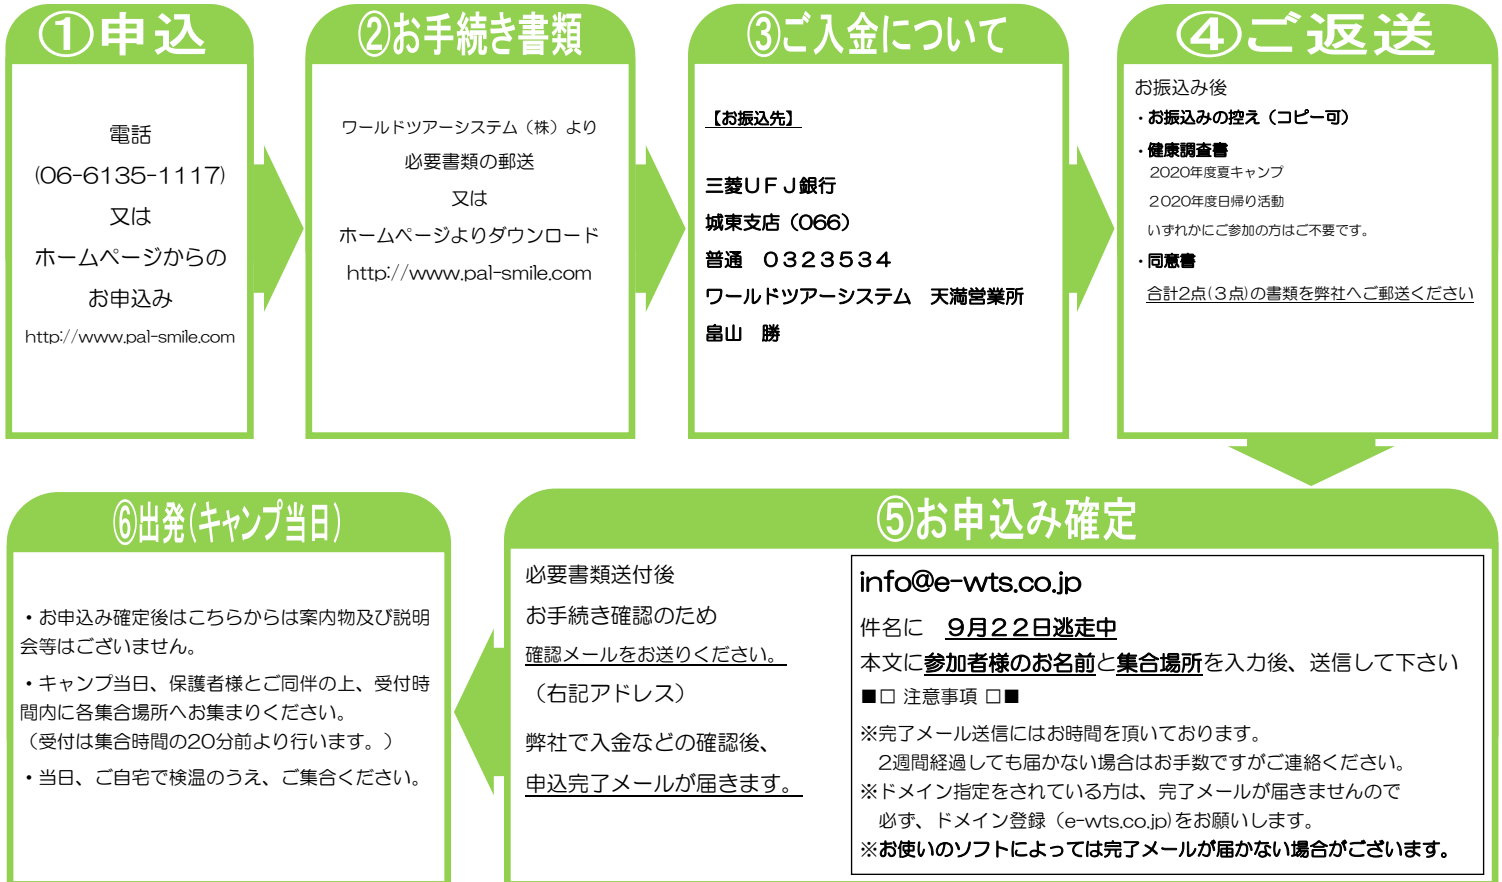 ①申込
電話
(06-6135-1117)
又は
ホームページからの
お申込み
http://www.pal-smile.com
②お手続き書類
ワールドツアーシステム（株）より
必要書類の郵送
又は
ホームページよりダウンロード
http://www.pal-smile.com
③ご入金について
【お振込先】
三菱ＵＦＪ銀行
城東支店（066）
普通　０３２３５３４
ワールドツアーシステム　天満営業所
畠山　勝
④ご返送
お振込み後
・お振込みの控え（コピー可）
・健康調査書
2020年度夏キャンプ
２020年度日帰り活動
いずれかにご参加の方はご不要です。
・同意書
合計2点(３点)の書類を弊社へご郵送ください
⑤お申込み確定
必要書類送付後
お手続き確認のため
確認メールをお送りください。
（右記アドレス）
弊社で入金などの確認後、
申込完了メールが届きます。
info@e-wts.co.jp
件名に　９月２２日逃走中
本文に参加者様のお名前と集合場所を入力後、送信して下さい
■□ 注意事項 □■
※完了メール送信にはお時間を頂いております。
2週間経過しても届かない場合はお手数ですがご連絡ください。
※ドメイン指定をされている方は、完了メールが届きませんので
必ず、ドメイン登録（e-wts.co.jp)をお願いします。
※お使いのソフトによっては完了メールが届かない場合がございます。
⑥出発(キャンプ当日)
・お申込み確定後はこちらからは案内物及び説明
会等はございません。
・キャンプ当日、保護者様とご同伴の上、受付時
間内に各集合場所へお集まりください。
（受付は集合時間の20分前より行います。）
・当日、ご自宅で検温のうえ、ご集合ください。